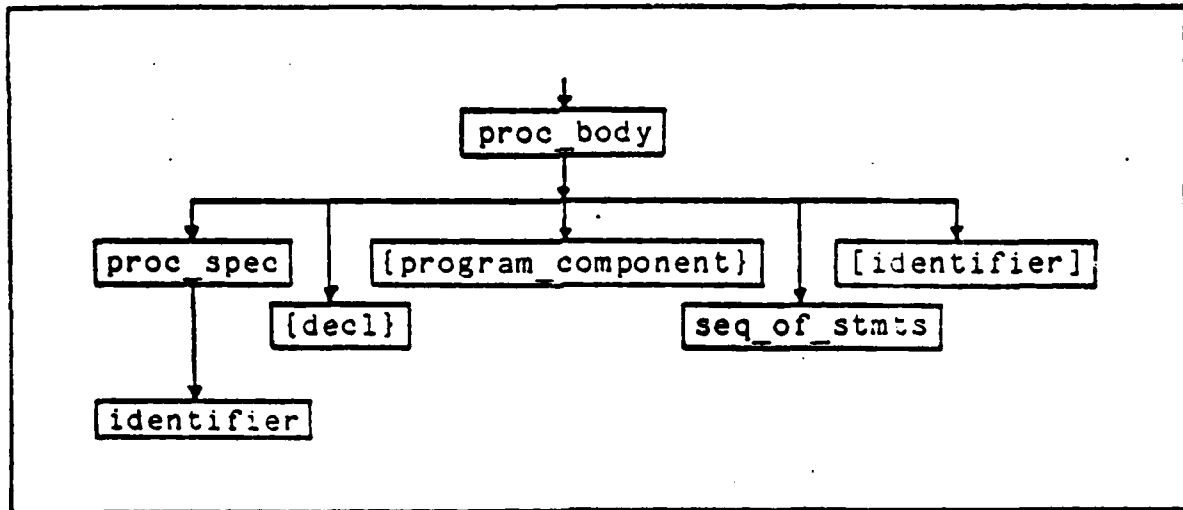 proc_body
proc_spec
{program_component}
[identifier]
{decl}
seq_of_stmts
identifier